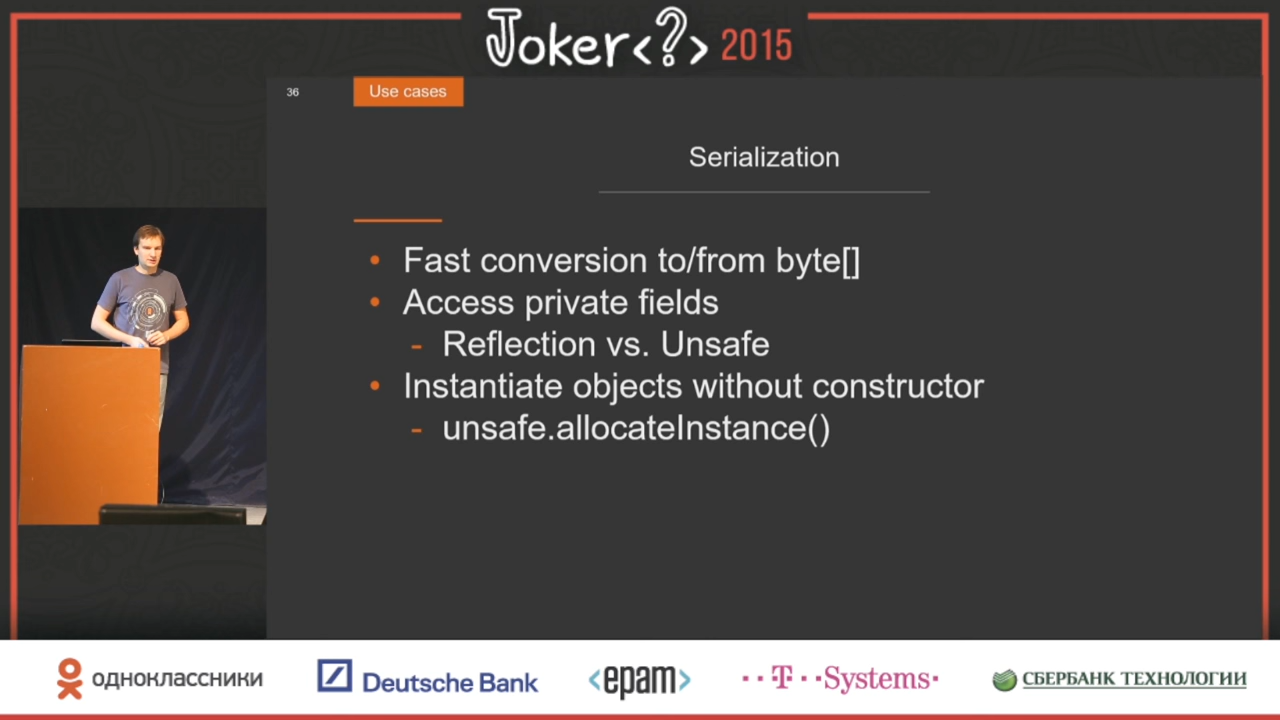 Joker<?> 2015
36
Use cases
Serialization
• Fast conversion to/from byte[]
• Access private fields
- Reflection vs. Unsafe
• Instantiate objects without constructor
- unsafe.allocateInstance()
одноклассники
Deutsche Bank
<epam>
··T··Systems·
СБЕРБАНК ТЕХНОЛОГИИ